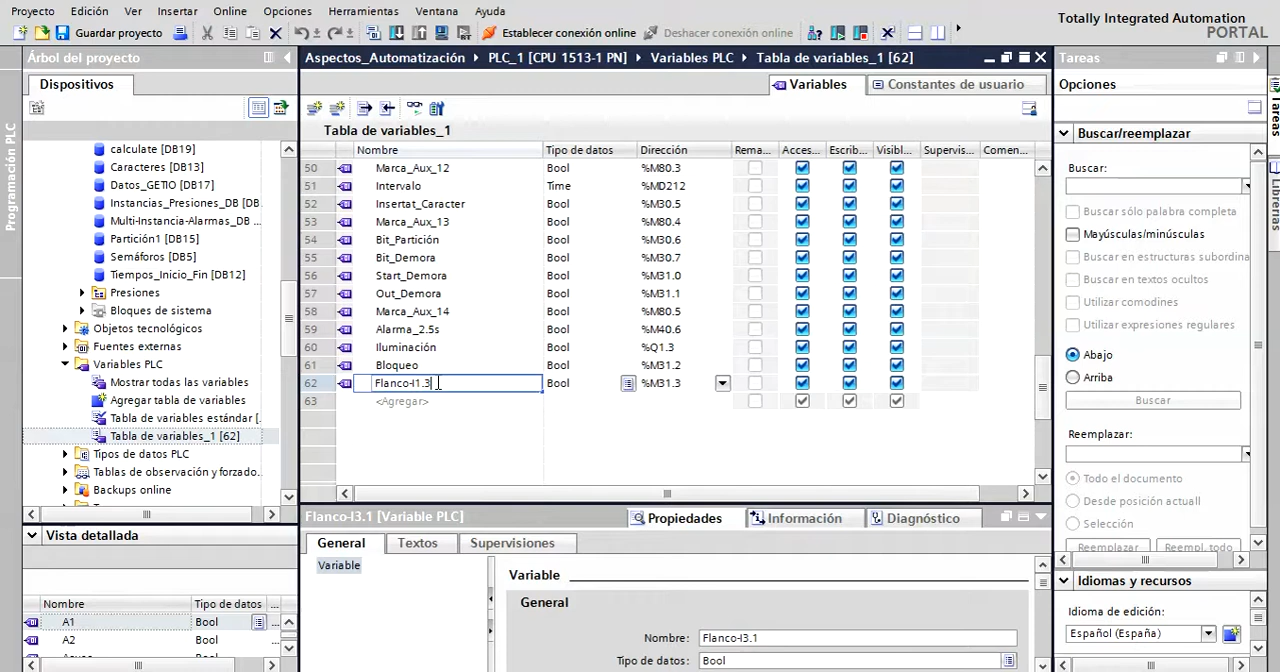 Proyecto Edición Ver Insertar Online Opciones Herramientas Ventana Ayuda
Totally Integrated Automation
PORTAL
Guardar proyecto Establecer conexión online Deshacer conexión online
Árbol del proyecto
Aspectos_Automatización PLC_1 [CPU 1513-1 PN] Variables PLC Tabla de variables_1 [62]
Tareas
Dispositivos
Variables Constantes de usuario
Opciones
Programación PLC
Tareas
Librerías
calculate [DB19]
Caracteres [DB13]
Datos_GETIO [DB17]
Instancias_Presiones_DB [DB
Multi-Instancia-Alarmas_DB ...
Partición1 [DB15]
Semáforos [DB5]
Tiempos_Inicio_Fin [DB12]
Presiones
Bloques de sistema
Objetos tecnológicos
Fuentes externas
Variables PLC
Mostrar todas las variables
Agregar tabla de variables
Tabla de variables estándar [..
Tabla de variables_1 [62]
Tipos de datos PLC
Tablas de observación y forzado..
Backups online
Vista detallada
Nombre Tipo de datos ...
A1 Bool
A2 Bool
Tabla de variables_1
Nombre Tipo de datos Dirección Rema... Acces... Escrib... Visibl... Supervis... Comen...
50 Marca_Aux_12 Bool %M80.3
51 Intervalo Time %MD212
52 Insertat_Caracter Bool %M30.5
53 Marca_Aux_13 Bool %M80.4
54 Bit_Partición Bool %M30.6
55 Bit_Demora Bool %M30.7
56 Start_Demora Bool %M31.0
57 Out_Demora Bool %M31.1
58 Marca_Aux_14 Bool %M80.5
59 Alarma_2.5s Bool %M40.6
60 Iluminación Bool %Q1.3
61 Bloqueo Bool %M31.2
62 Flanco-I1.3 Bool %M31.3
63 <Agregar>
Flanco-I3.1 [Variable PLC]
Propiedades Información Diagnóstico
General Textos Supervisiones
Variable
Variable
General
Nombre: Flanco-I3.1
Tipo de datos: Bool
Buscar/reemplazar
Buscar:
Buscar sólo palabra completa
Mayúsculas/minúsculas
Buscar en estructuras subordina
Buscar en textos ocultos
Utilizar comodines
Utilizar expresiones regulares
Abajo
Arriba
Buscar
Reemplazar:
Todo el documento
Desde posición actuall
Selección
Reemplazar Reempl. todo
Idiomas y recursos
Idioma de edición:
Español (España)